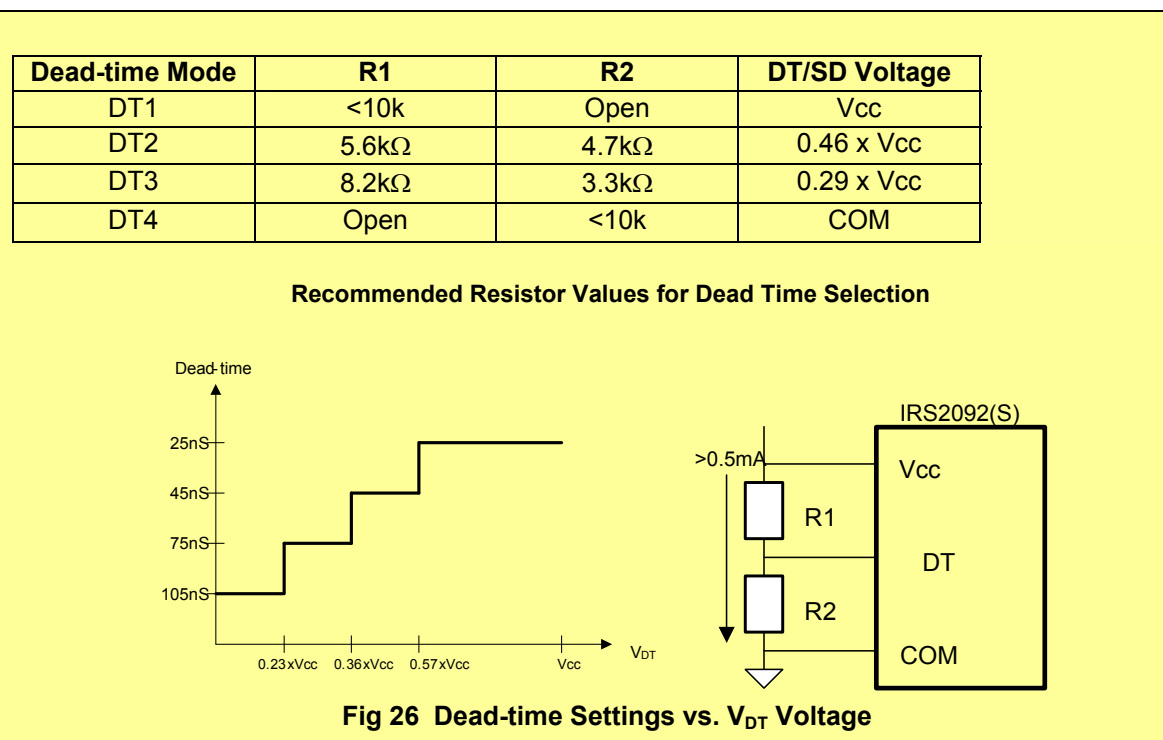 Dead-time Mode R1 R2 DT/SD Voltage
DT1 <10k Open Vcc
DT2 5.6kΩ 4.7kΩ 0.46 x Vcc
DT3 8.2kΩ 3.3kΩ 0.29 x Vcc
DT4 Open <10k COM
Recommended Resistor Values for Dead Time Selection
Dead-time
25nS
45nS
75nS
105nS
0.23xVcc 0.36xVcc 0.57xVcc Vcc VDT
IRS2092(S)
>0.5mA
Vcc
R1
DT
R2
COM
Fig 26 Dead-time Settings vs. VDT Voltage